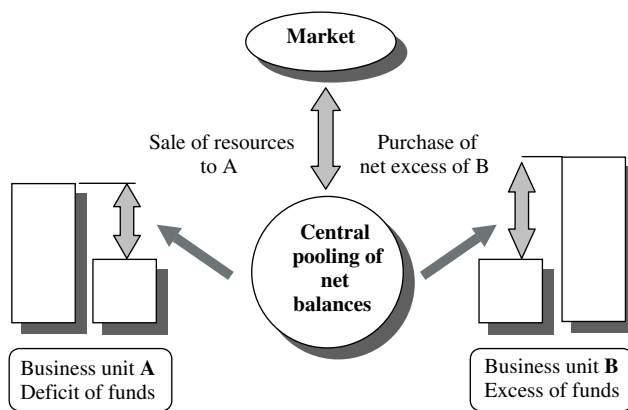 Market
Sale of resources
to A
Purchase of
net excess of B
Central
pooling of
net
balances
Business unit A
Deficit of funds
Business unit B
Excess of funds